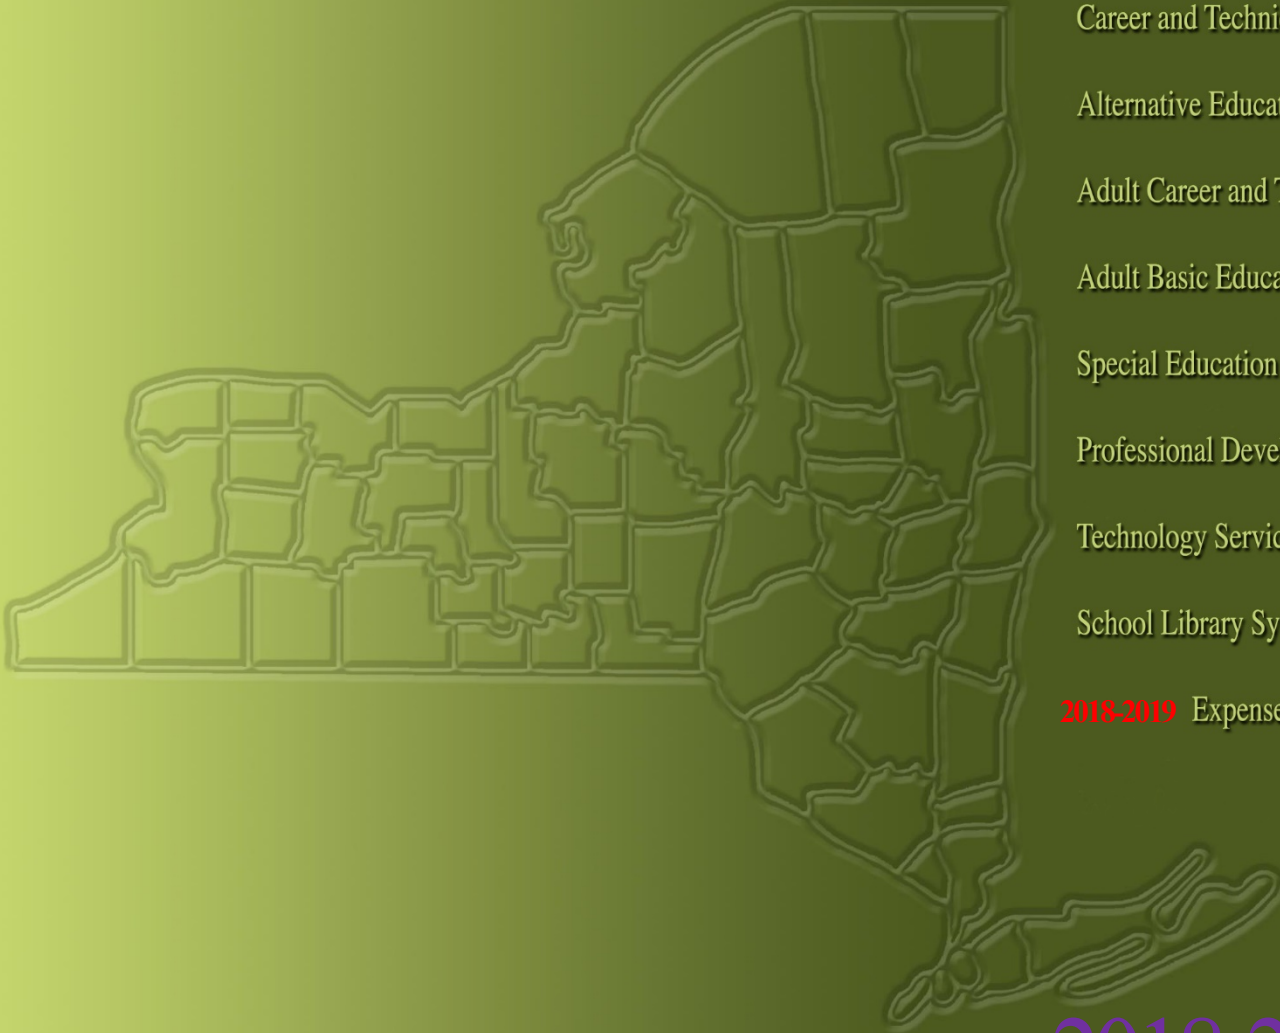 Career and Techni
Alternative Educa
Adult Career and
Adult Basic Educa
Special Education
Professional Deve
Technology Servic
School Library Sy
2018-2019 Expense